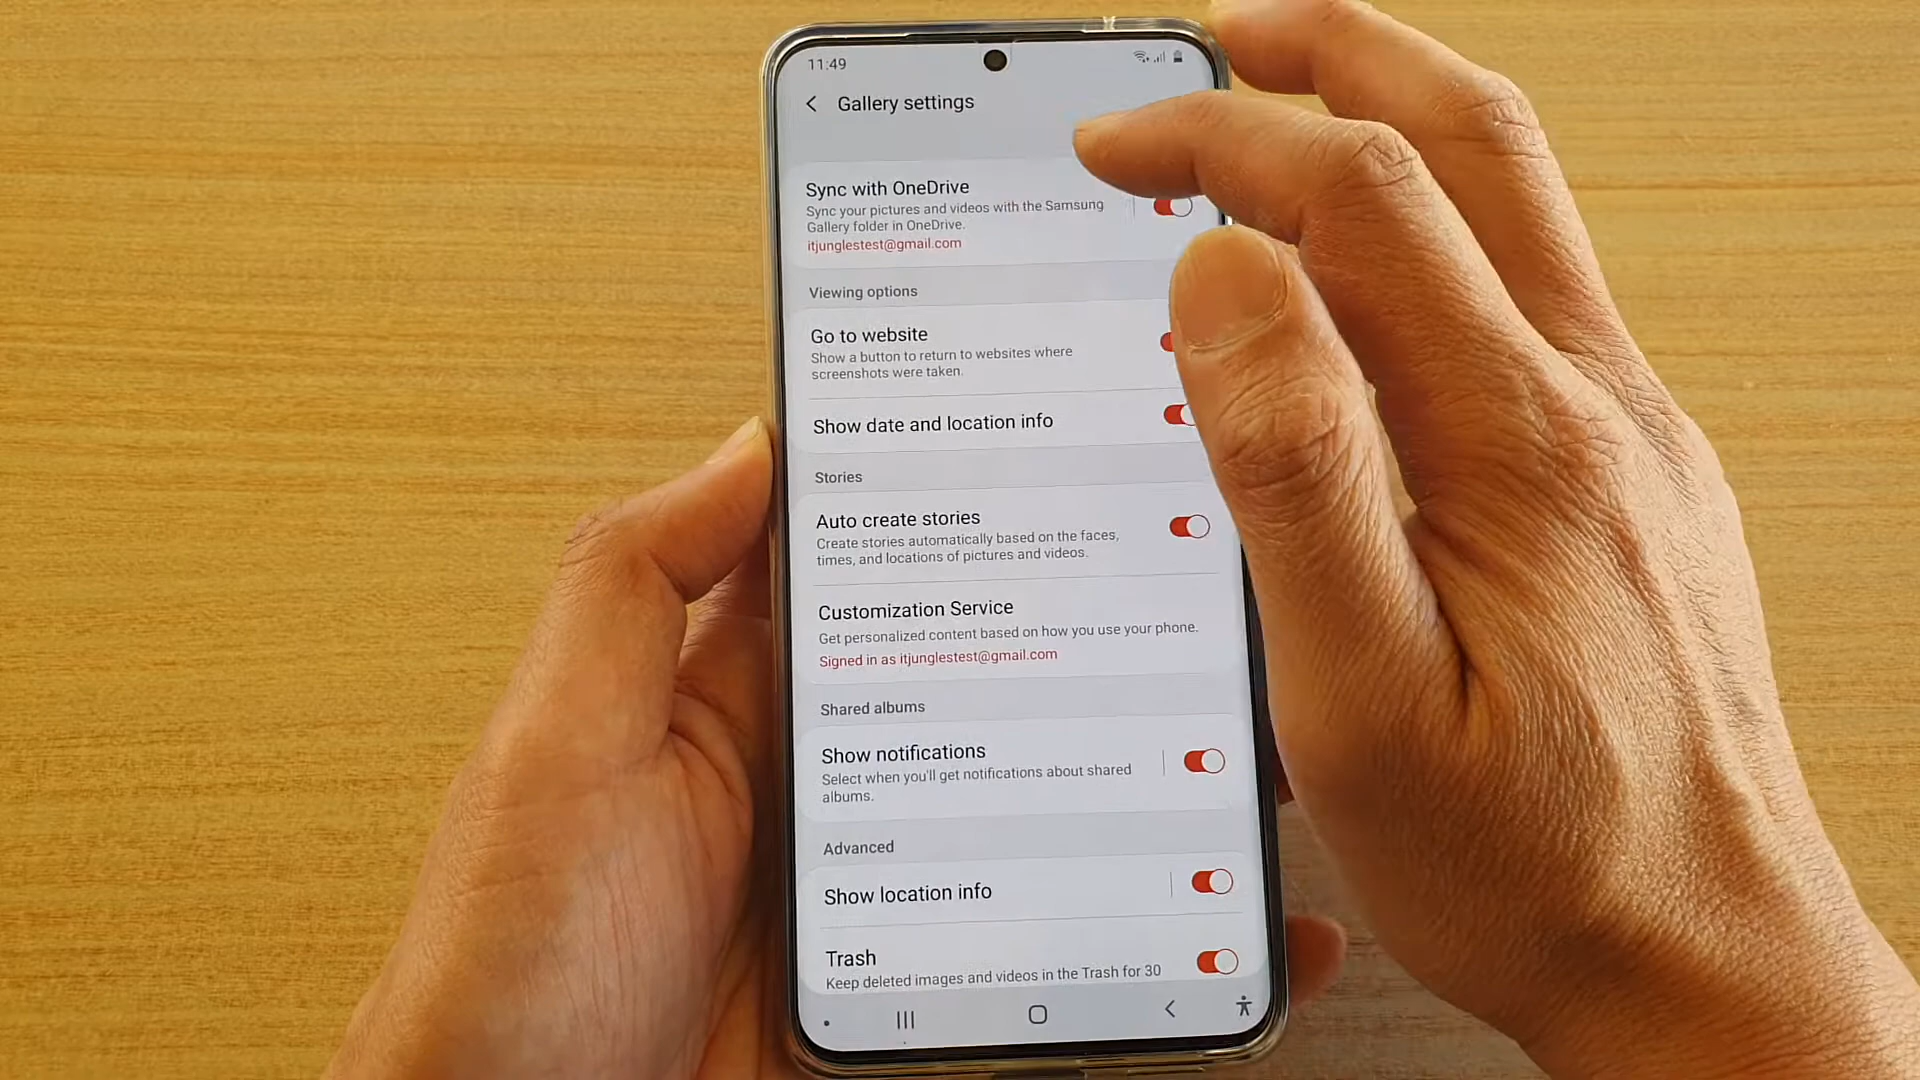 11:49
Gallery settings
Sync with OneDrive
Sync your pictures and videos with the Samsung
Gallery folder in OneDrive.
itjunglestest@gmail.com
Viewing options
Go to website
Show a button to return to websites where
screenshots were taken.
Show date and location info
Stories
Auto create stories
Create stories automatically based on the faces,
times, and locations of pictures and videos.
Customization Service
Get personalized content based on how you use your phone.
Signed in as itjunglestest@gmail.com
Shared albums
Show notifications
Select when you'll get notifications about shared
albums.
Advanced
Show location info
Trash
Keep deleted images and videos in the Trash for 30